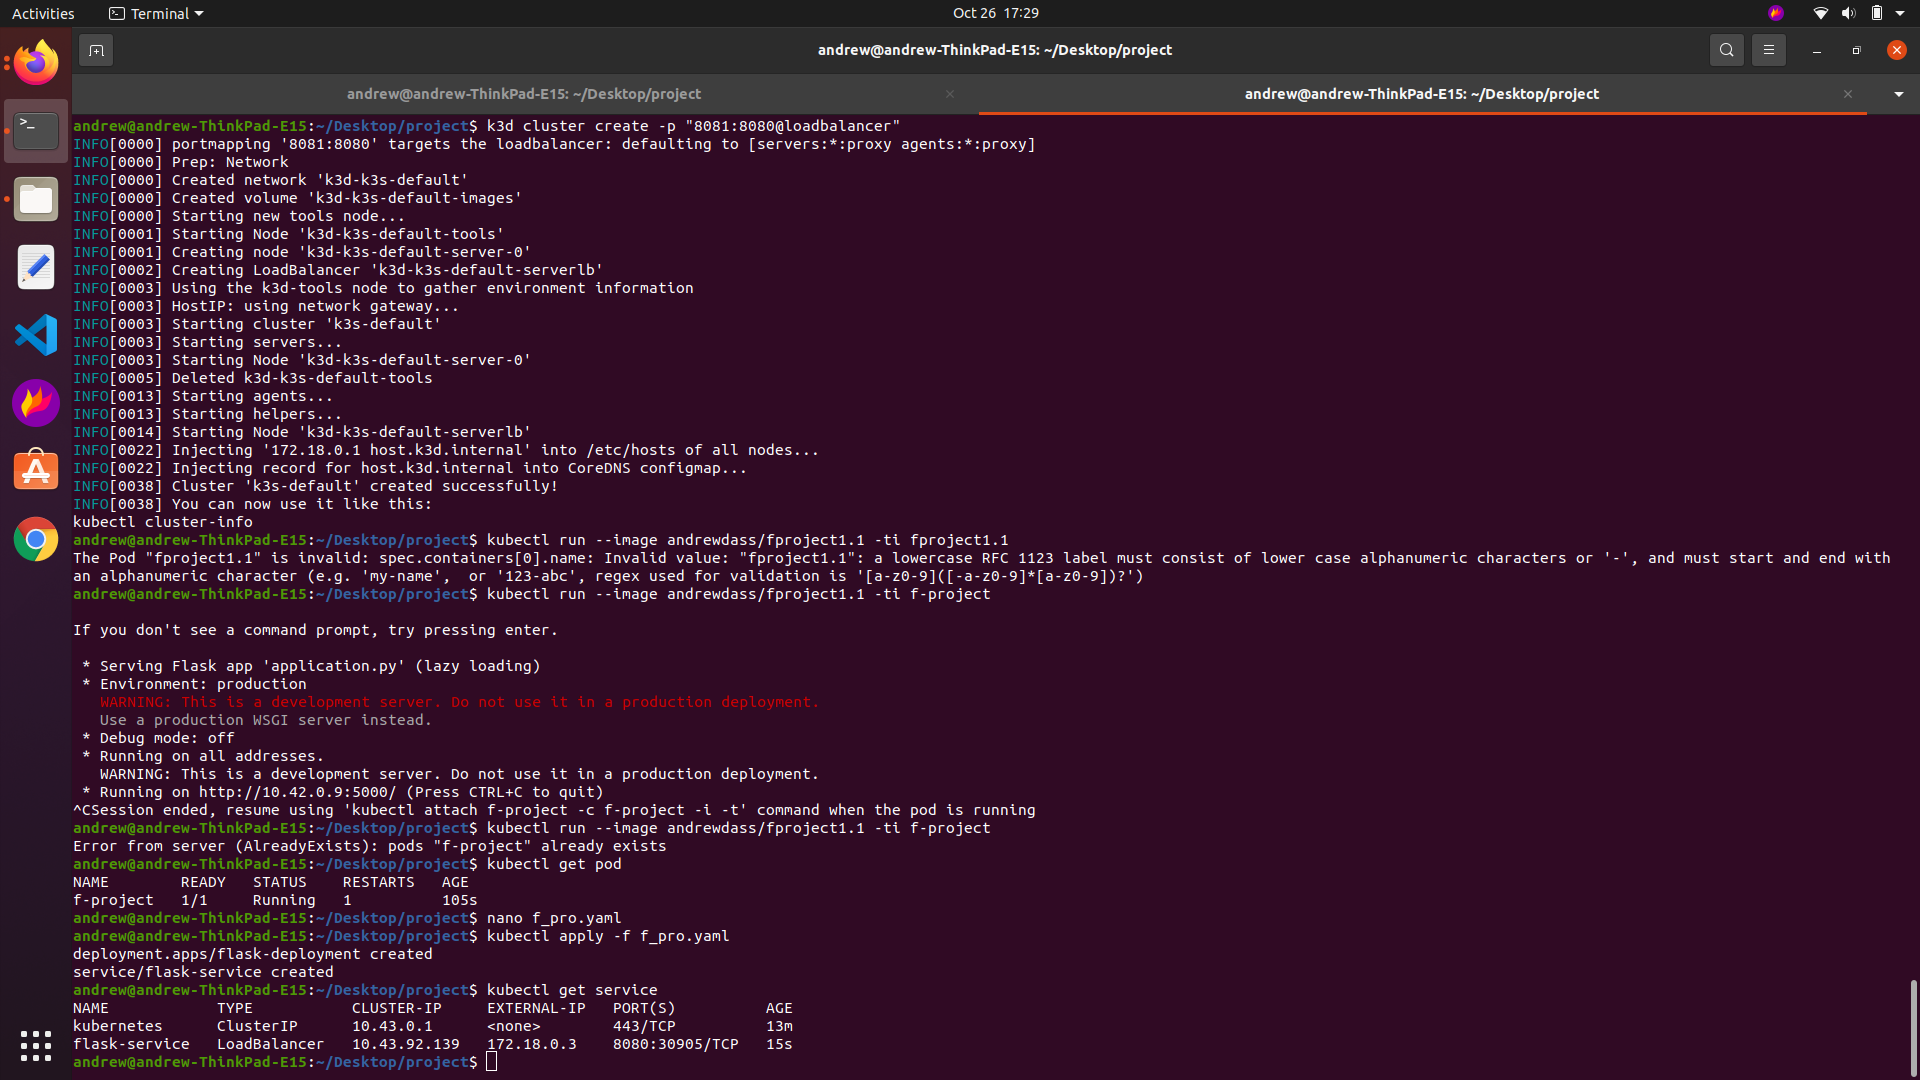 Activities Terminal Oct 26 17:29
andrew@andrew-ThinkPad-E15: ~/Desktop/project
andrew@andrew-ThinkPad-E15: ~/Desktop/project andrew@andrew-ThinkPad-E15: ~/Desktop/project
andrew@andrew-ThinkPad-E15:~/Desktop/project$ k3d cluster create -p "8081:8080@loadbalancer"
INFO[0000] portmapping '8081:8080' targets the loadbalancer: defaulting to [servers:*:proxy agents:*:proxy]
INFO[0000] Prep: Network
INFO[0000] Created network 'k3d-k3s-default'
INFO[0000] Created volume 'k3d-k3s-default-images'
INFO[0000] Starting new tools node...
INFO[0001] Starting Node 'k3d-k3s-default-tools'
INFO[0001] Creating node 'k3d-k3s-default-server-0'
INFO[0002] Creating LoadBalancer 'k3d-k3s-default-serverlb'
INFO[0003] Using the k3d-tools node to gather environment information
INFO[0003] HostIP: using network gateway...
INFO[0003] Starting cluster 'k3s-default'
INFO[0003] Starting servers...
INFO[0003] Starting Node 'k3d-k3s-default-server-0'
INFO[0005] Deleted k3d-k3s-default-tools
INFO[0013] Starting agents...
INFO[0013] Starting helpers...
INFO[0014] Starting Node 'k3d-k3s-default-serverlb'
INFO[0022] Injecting '172.18.0.1 host.k3d.internal' into /etc/hosts of all nodes...
INFO[0022] Injecting record for host.k3d.internal into CoreDNS configmap...
INFO[0038] Cluster 'k3s-default' created successfully!
INFO[0038] You can now use it like this:
kubectl cluster-info
andrew@andrew-ThinkPad-E15:~/Desktop/project$ kubectl run --image andrewdass/fproject1.1 -ti fproject1.1
The Pod "fproject1.1" is invalid: spec.containers[0].name: Invalid value: "fproject1.1": a lowercase RFC 1123 label must consist of lower case alphanumeric characters or '-', and must start and end with
an alphanumeric character (e.g. 'my-name',  or '123-abc', regex used for validation is '[a-z0-9]([-a-z0-9]*[a-z0-9])?')
andrew@andrew-ThinkPad-E15:~/Desktop/project$ kubectl run --image andrewdass/fproject1.1 -ti f-project
If you don't see a command prompt, try pressing enter.
 * Serving Flask app 'application.py' (lazy loading)
 * Environment: production
   WARNING: This is a development server. Do not use it in a production deployment.
   Use a production WSGI server instead.
 * Debug mode: off
 * Running on all addresses.
   WARNING: This is a development server. Do not use it in a production deployment.
 * Running on http://10.42.0.9:5000/ (Press CTRL+C to quit)
^CSession ended, resume using 'kubectl attach f-project -c f-project -i -t' command when the pod is running
andrew@andrew-ThinkPad-E15:~/Desktop/project$ kubectl run --image andrewdass/fproject1.1 -ti f-project
Error from server (AlreadyExists): pods "f-project" already exists
andrew@andrew-ThinkPad-E15:~/Desktop/project$ kubectl get pod
NAME        READY   STATUS    RESTARTS   AGE
f-project   1/1     Running   1          105s
andrew@andrew-ThinkPad-E15:~/Desktop/project$ nano f_pro.yaml
andrew@andrew-ThinkPad-E15:~/Desktop/project$ kubectl apply -f f_pro.yaml
deployment.apps/flask-deployment created
service/flask-service created
andrew@andrew-ThinkPad-E15:~/Desktop/project$ kubectl get service
NAME            TYPE           CLUSTER-IP     EXTERNAL-IP   PORT(S)          AGE
kubernetes      ClusterIP      10.43.0.1      <none>        443/TCP          13m
flask-service   LoadBalancer   10.43.92.139   172.18.0.3    8080:30905/TCP   15s
andrew@andrew-ThinkPad-E15:~/Desktop/project$